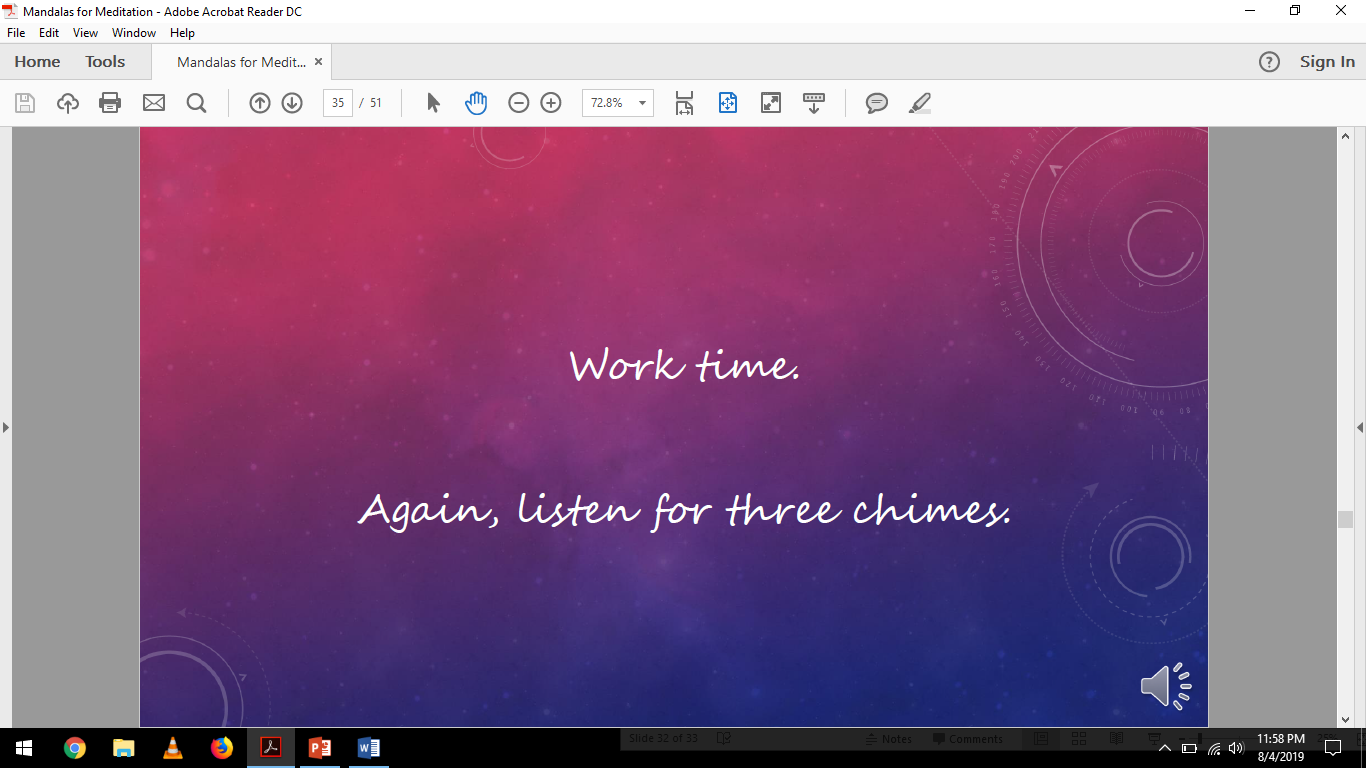 Mandalas for Meditation - Adobe Acrobat Reader DC
File Edit View Window Help
Home Tools Mandalas for Medit... × Sign In
35 / 51 72.8%
Work time.
Again, listen for three chimes.
Slide 32 of 33 Notes Comments
11:58 PM
8/4/2019